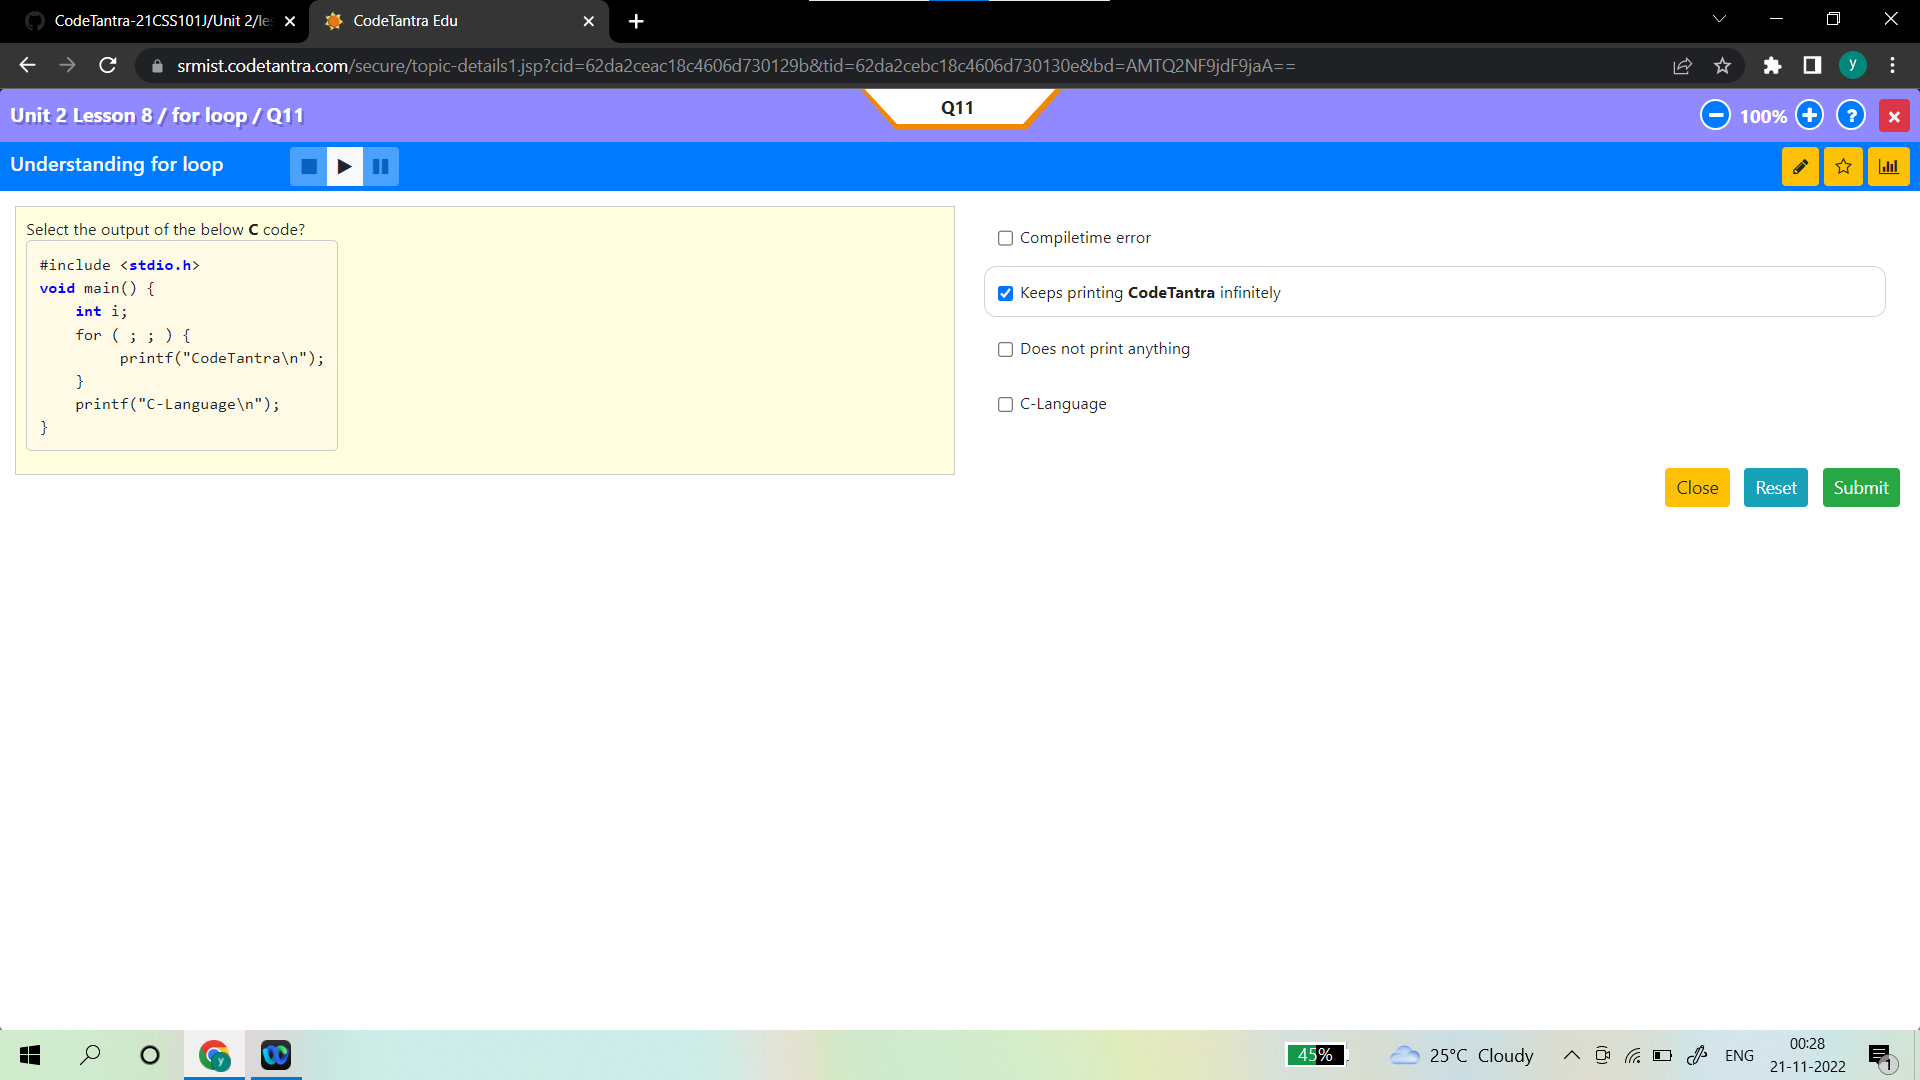 CodeTantra-21CSS101J/Unit 2/les
CodeTantra Edu
srmist.codetantra.com/secure/topic-details1.jsp?cid=62da2ceac18c4606d730129b&tid=62da2cebc18c4606d730130e&bd=AMTQ2NF9jdF9jaA==
y
Unit 2 Lesson 8 / for loop / Q11
Q11
100%
?
Understanding for loop
Select the output of the below C code?
#include <stdio.h>
void main() {
    int i;
    for ( ; ; ) {
         printf("CodeTantra\n");
    }
    printf("C-Language\n");
}
Compiletime error
Keeps printing CodeTantra infinitely
Does not print anything
C-Language
Close
Reset
Submit
y
45%
25°C Cloudy
ENG
00:28
21-11-2022
1